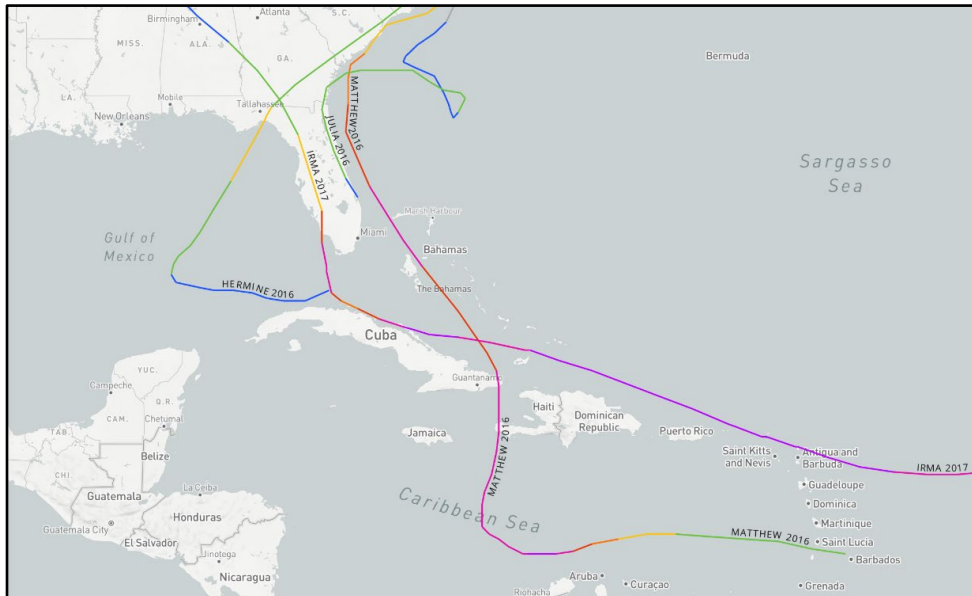 Birmingham
Atlanta
S.C.
MISS.
ALA.
GA.
Bermuda
LA.
Mobile
Tallahassee
New Orleans
MATTHEW 2016
JULIA 2016
IRMA 2017
Sargasso
Sea
Gulf of
Mexico
Miami
Marsh Harbour
Bahamas
The Bahamas
HERMINE 2016
Cuba
Guantanamo
YUC.
Campeche
Q.R.
CAM.
Chetumal
TAB.
Belize
CHI.
Haiti
Dominican
Republic
Puerto Rico
Jamaica
MATTHEW 2016
Saint Kitts
and Nevis
Antigua and
Barbuda
IRMA 2017
Guadeloupe
Dominica
Martinique
Saint Lucia
Barbados
Grenada
MATTHEW 2016
Caribbean Sea
Guatemala
Guatemala City
La Ceiba
Honduras
El Salvador
Jinotega
Nicaragua
Aruba
Curaçao
Riohacha